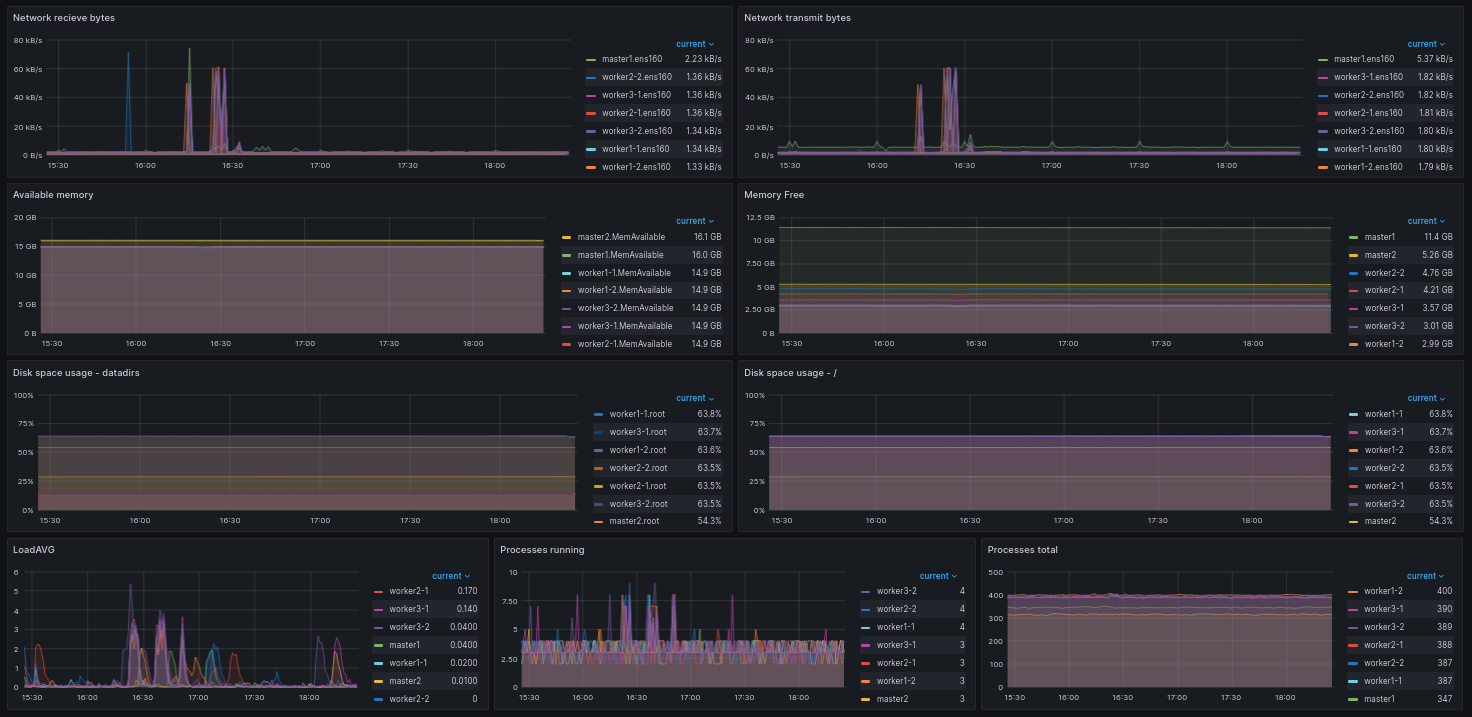 Network recieve bytes
80 kB/s
60 kB/s
40 kB/s
20 kB/s
0 B/s
15:30 16:00 16:30 17:00 17:30 18:00
current
master1.ens160 2.23 kB/s
worker2-2.ens160 1.36 kB/s
worker3-1.ens160 1.36 kB/s
worker2-1.ens160 1.36 kB/s
worker3-2.ens160 1.34 kB/s
worker1-1.ens160 1.34 kB/s
worker1-2.ens160 1.33 kB/s
Network transmit bytes
80 kB/s
60 kB/s
40 kB/s
20 kB/s
0 B/s
15:30 16:00 16:30 17:00 17:30 18:00
current
master1.ens160 5.37 kB/s
worker3-1.ens160 1.82 kB/s
worker2-2.ens160 1.82 kB/s
worker2-1.ens160 1.81 kB/s
worker3-2.ens160 1.80 kB/s
worker1-1.ens160 1.80 kB/s
worker1-2.ens160 1.79 kB/s
Available memory
20 GB
15 GB
10 GB
5 GB
0 B
15:30 16:00 16:30 17:00 17:30 18:00
current
master2.MemAvailable 16.1 GB
master1.MemAvailable 16.0 GB
worker1-1.MemAvailable 14.9 GB
worker1-2.MemAvailable 14.9 GB
worker3-2.MemAvailable 14.9 GB
worker3-1.MemAvailable 14.9 GB
worker2-1.MemAvailable 14.9 GB
Memory Free
12.5 GB
10 GB
7.50 GB
5 GB
2.50 GB
0 B
15:30 16:00 16:30 17:00 17:30 18:00
current
master1 11.4 GB
master2 5.26 GB
worker2-2 4.76 GB
worker2-1 4.21 GB
worker3-1 3.57 GB
worker3-2 3.01 GB
worker1-2 2.99 GB
Disk space usage - datadirs
100%
75%
50%
25%
0%
15:30 16:00 16:30 17:00 17:30 18:00
current
worker1-1.root 63.8%
worker3-1.root 63.7%
worker1-2.root 63.6%
worker2-2.root 63.5%
worker2-1.root 63.5%
worker3-2.root 63.5%
master2.root 54.3%
Disk space usage - /
100%
75%
50%
25%
0%
15:30 16:00 16:30 17:00 17:30 18:00
current
worker1-1 63.8%
worker3-1 63.7%
worker1-2 63.6%
worker2-2 63.5%
worker2-1 63.5%
worker3-2 63.5%
master2 54.3%
LoadAVG
6
5
4
3
2
1
0
15:30 16:00 16:30 17:00 17:30 18:00
current
worker2-1 0.170
worker3-1 0.140
worker3-2 0.0400
master1 0.0400
worker1-1 0.0200
master2 0.0100
worker2-2 0
Processes running
10
7.50
5
2.50
0
15:30 16:00 16:30 17:00 17:30 18:00
current
worker3-2 4
worker2-2 4
worker1-1 4
worker3-1 3
worker2-1 3
worker1-2 3
master2 3
Processes total
500
400
300
200
100
0
15:30 16:00 16:30 17:00 17:30 18:00
current
worker1-2 400
worker3-1 390
worker3-2 389
worker2-1 388
worker2-2 387
worker1-1 387
master1 347